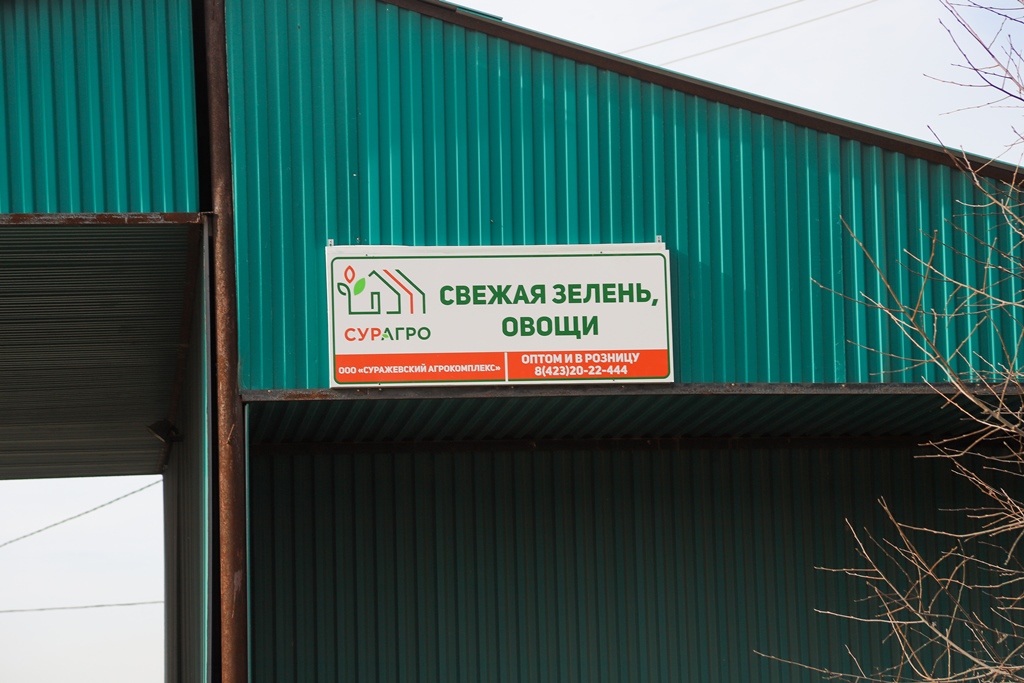 СВЕЖАЯ ЗЕЛЕНЬ,
ОВОЩИ
СУРАГРО
ООО «СУРАЖЕВСКИЙ АГРОКОМПЛЕКС»
ОПТОМ И В РОЗНИЦУ
8(423)20-22-444